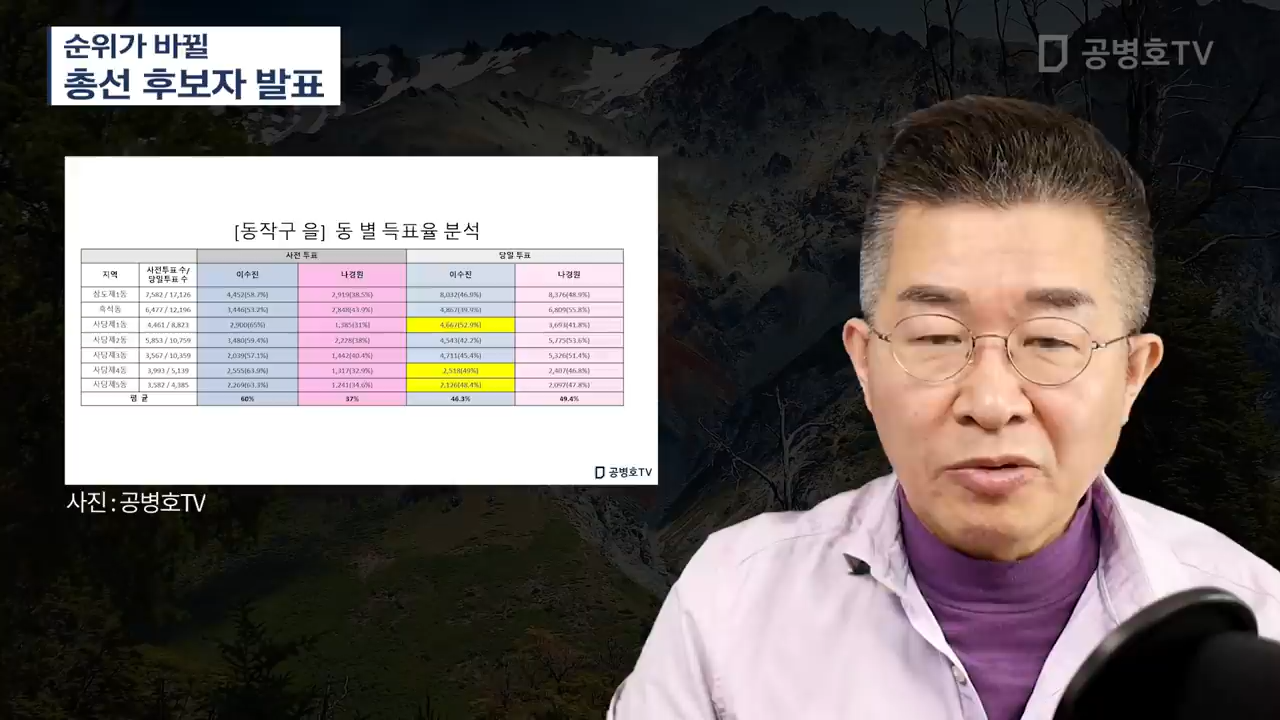 순위가 바뀔
총선 후보자 발표
공병호TV
[동작구 을] 동 별 득표율 분석
사전 투표 당일 투표
지역 사전투표 수/ 당일투표 수 이수진 나경원 이수진 나경원
상도제1동 7,582 / 17,126 4,452(58.7%) 2,919(38.5%) 8,032(46.9%) 8,376(48.9%)
흑석동 6,477 / 12,196 3,446(53.2%) 2,848(43.9%) 4,867(39.9%) 6,809(55.8%)
사당제1동 4,461 / 8,823 2,900(65%) 1,385(31%) 4,667(52.9%) 3,691(41.8%)
사당제2동 5,853 / 10,759 3,480(59.4%) 2,228(38%) 4,543(42.2%) 5,775(53.6%)
사당제3동 3,567 / 10,359 2,039(57.1%) 1,442(40.4%) 4,711(45.4%) 5,326(51.4%)
사당제4동 3,993 / 5,139 2,555(63.9%) 1,317(32.9%) 2,518(49%) 2,407(46.8%)
사당제5동 3,582 / 4,385 2,269(63.3%) 1,241(34.6%) 2,126(48.4%) 2,097(47.8%)
평 균 60% 37% 46.3% 49.4%
공병호TV
사진 : 공병호TV